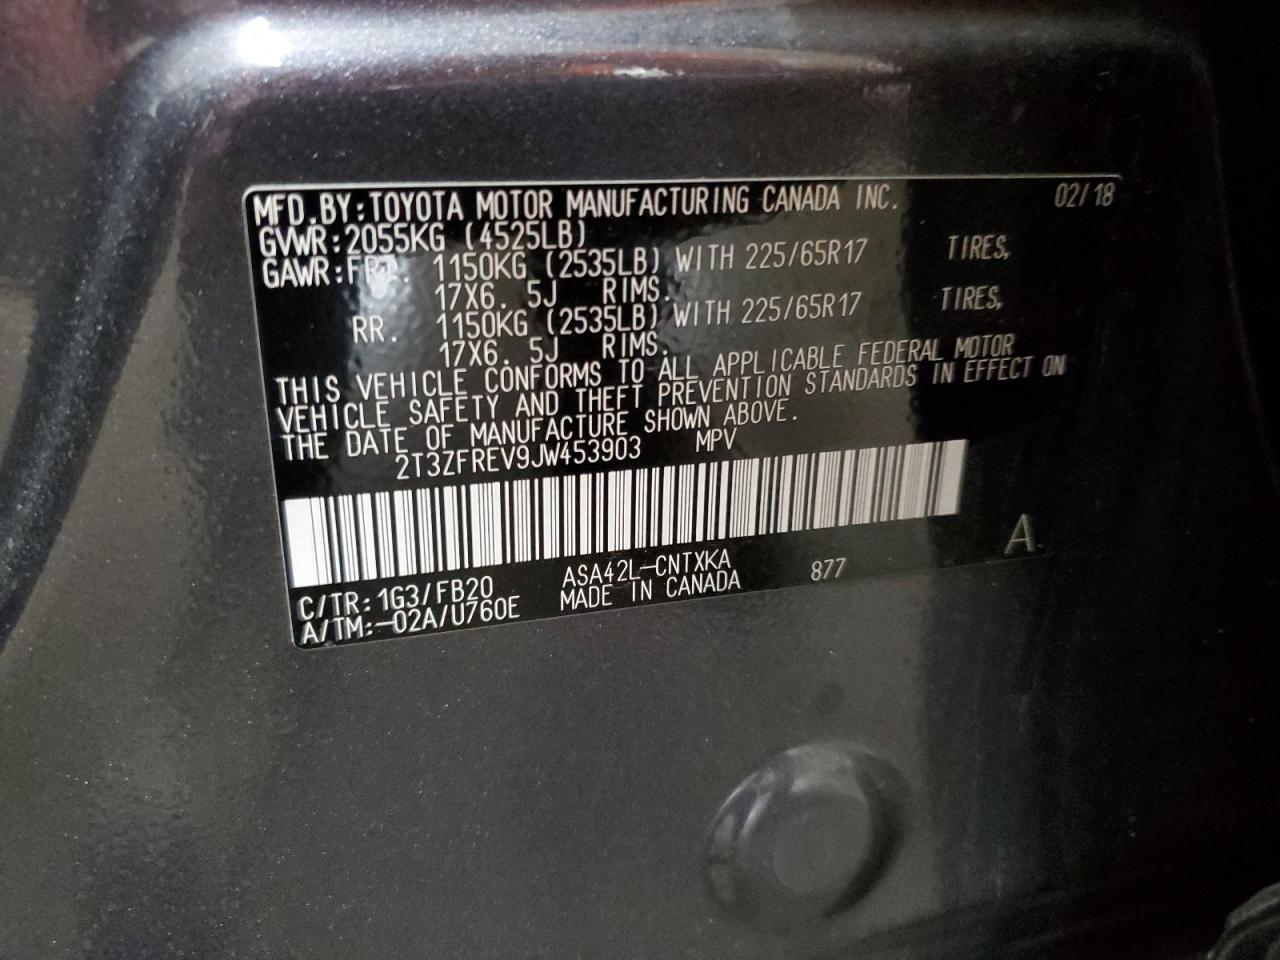 MFD.BY:TOYOTA MOTOR MANUFACTURING CANADA INC. 02/18
GVWR:2055KG (4525LB)
GAWR:FRT. 1150KG (2535LB) WITH 225/65R17 TIRES,
17X6. 5J RIMS.
RR. 1150KG (2535LB) WITH 225/65R17 TIRES,
17X6. 5J RIMS.
THIS VEHICLE CONFORMS TO ALL APPLICABLE FEDERAL MOTOR
VEHICLE SAFETY AND THEFT PREVENTION STANDARDS IN EFFECT ON
THE DATE OF MANUFACTURE SHOWN ABOVE.
2T3ZFREV9JW453903 MPV
A
C/TR:1G3/FB20 ASA42L-CNTXKA 877
A/TM:-02A/U760E MADE IN CANADA